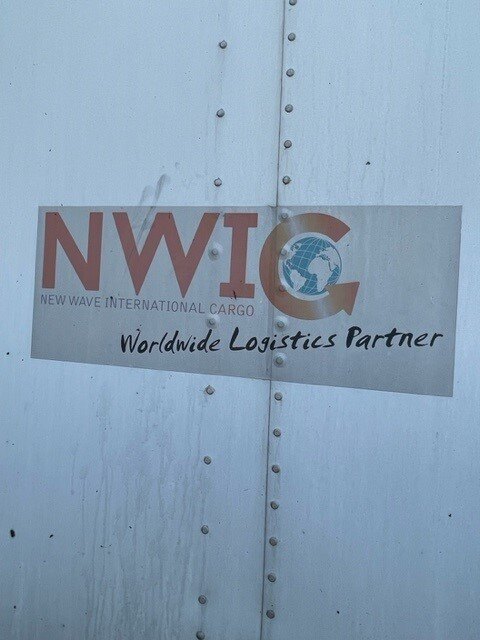 NWIC
NEW WAVE INTERNATIONAL CARGO
Worldwide Logistics Partner